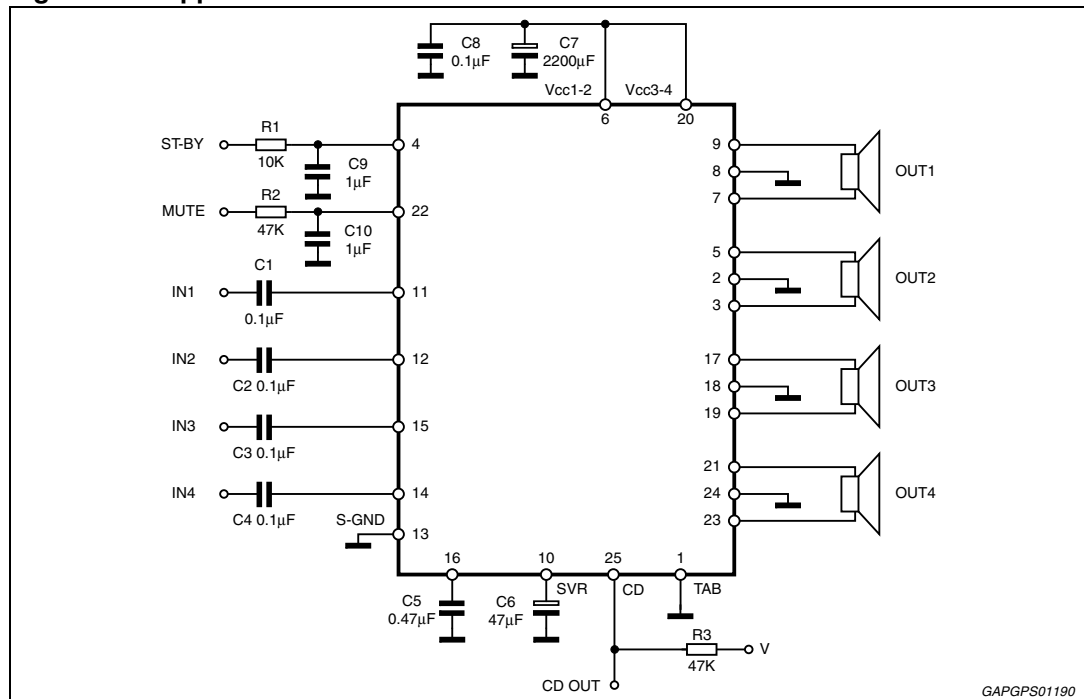 C8
0.1µF
C7
2200µF
Vcc1-2
Vcc3-4
6
20
ST-BY
R1
10K
4
C9
1µF
MUTE
R2
47K
22
C10
1µF
IN1
C1
0.1µF
11
IN2
C2 0.1µF
12
IN3
C3 0.1µF
15
IN4
C4 0.1µF
14
S-GND
13
9
8
7
OUT1
5
2
3
OUT2
17
18
19
OUT3
21
24
23
OUT4
16
10
25
1
SVR
CD
TAB
C5
0.47µF
C6
47µF
R3
47K
V
CD OUT
GAPGPS01190